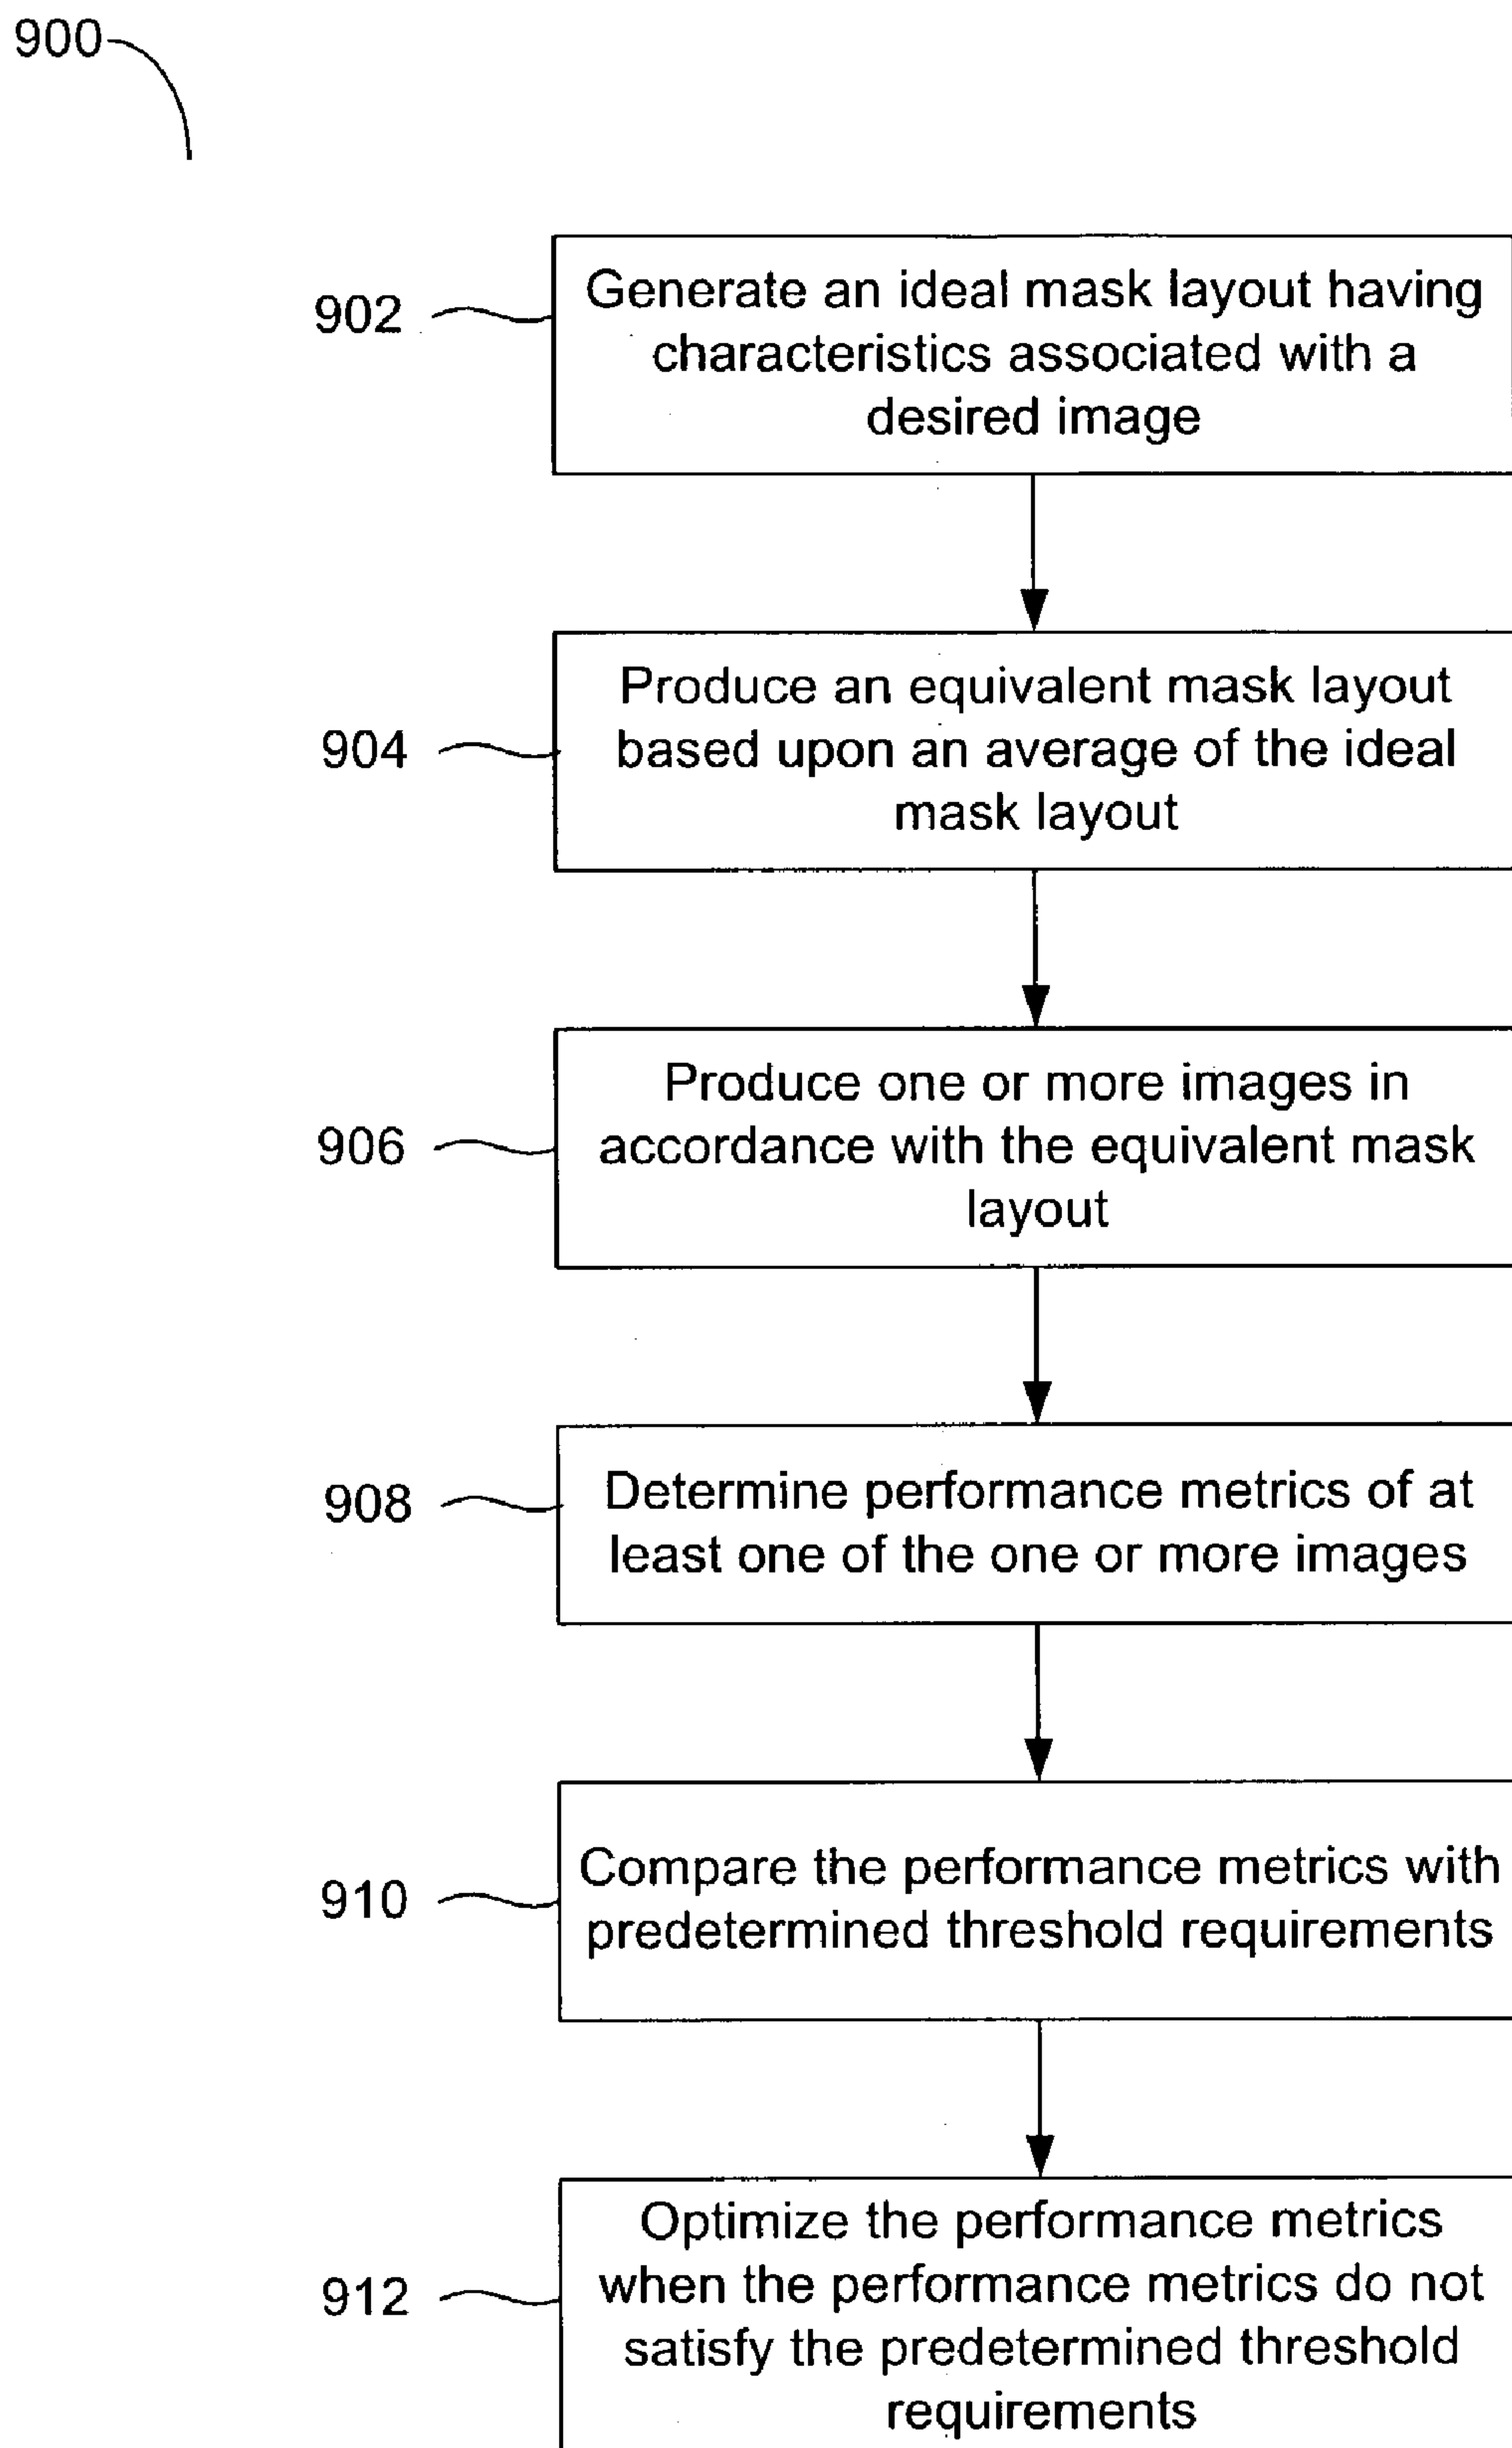 900
902
Generate an ideal mask layout having
characteristics associated with a
desired image
904
Produce an equivalent mask layout
based upon an average of the ideal
mask layout
906
Produce one or more images in
accordance with the equivalent mask
layout
908
Determine performance metrics of at
least one of the one or more images
910
Compare the performance metrics with
predetermined threshold requirements
912
Optimize the performance metrics
when the performance metrics do not
satisfy the predetermined threshold
requirements